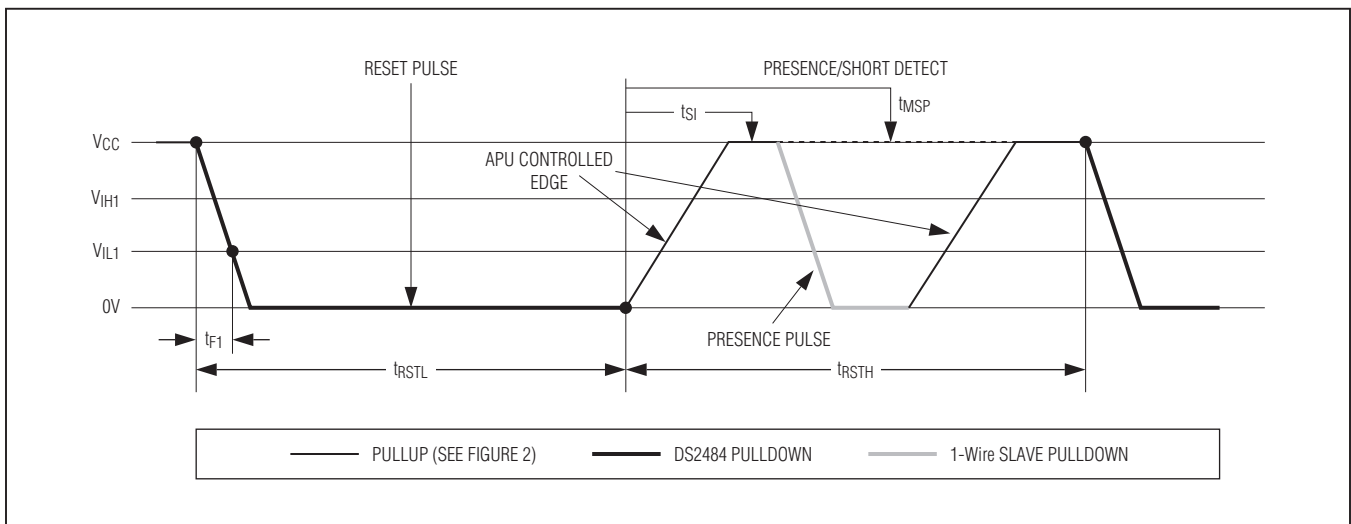 RESET PULSE
PRESENCE/SHORT DETECT
tMSP
tSI
VCC
APU CONTROLLED
EDGE
VIH1
VIL1
0V
tF1
PRESENCE PULSE
tRSTL
tRSTH
PULLUP (SEE FIGURE 2)
DS2484 PULLDOWN
1-Wire SLAVE PULLDOWN